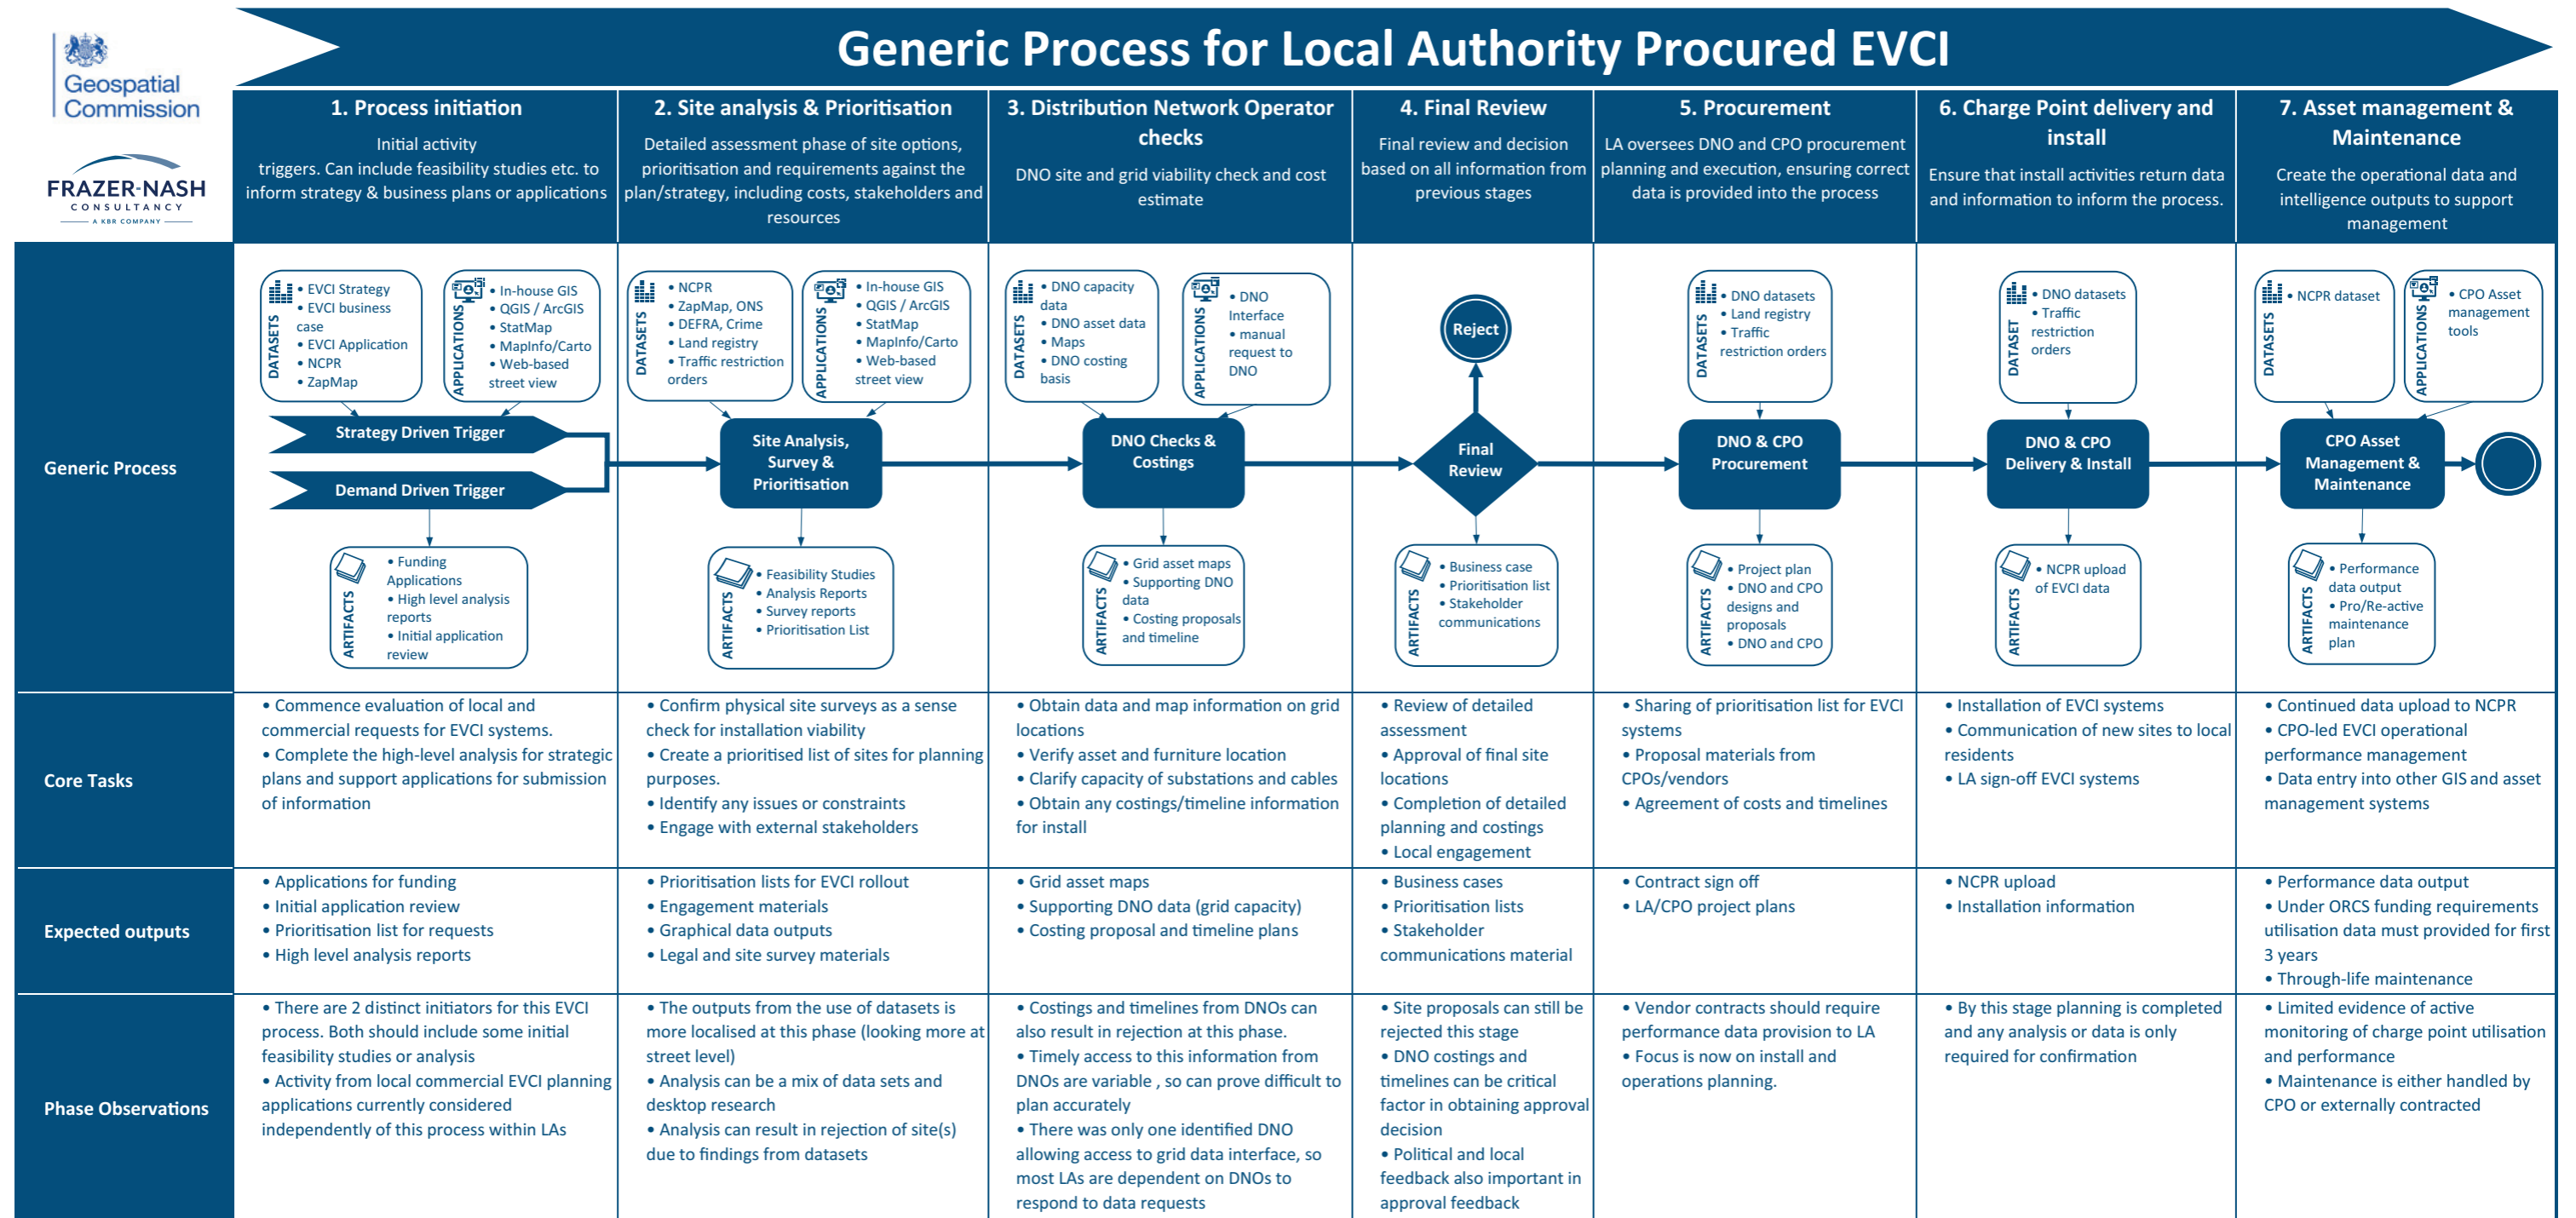 Generic Process for Local Authority Procured EVCI
Geospatial
Commission
FRAZER-NASH
CONSULTANCY
A KBR COMPANY
1. Process initiation
Initial activity
triggers. Can include feasibility studies etc. to
inform strategy & business plans or applications
2. Site analysis & Prioritisation
Detailed assessment phase of site options,
prioritisation and requirements against the
plan/strategy, including costs, stakeholders and
resources
3. Distribution Network Operator
checks
DNO site and grid viability check and cost
estimate
4. Final Review
Final review and decision
based on all information from
previous stages
5. Procurement
LA oversees DNO and CPO procurement
planning and execution, ensuring correct
data is provided into the process
6. Charge Point delivery and
install
Ensure that install activities return data
and information to inform the process.
7. Asset management &
Maintenance
Create the operational data and
intelligence outputs to support
management
Generic Process
DATASETS
• EVCI Strategy
• EVCI business
case
• EVCI Application
• NCPR
• ZapMap
APPLICATIONS
• In-house GIS
• QGIS / ArcGIS
• StatMap
• MapInfo/Carto
• Web-based
street view
Strategy Driven Trigger
Demand Driven Trigger
ARTIFACTS
• Funding
Applications
• High level analysis
reports
• Initial application
review
DATASETS
• NCPR
• ZapMap, ONS
• DEFRA, Crime
• Land registry
• Traffic restriction
orders
APPLICATIONS
• In-house GIS
• QGIS / ArcGIS
• StatMap
• MapInfo/Carto
• Web-based
street view
Site Analysis,
Survey &
Prioritisation
ARTIFACTS
• Feasibility Studies
• Analysis Reports
• Survey reports
• Prioritisation List
DATASETS
• DNO capacity
data
• DNO asset data
• Maps
• DNO costing
basis
APPLICATIONS
• DNO
Interface
• manual
request to
DNO
DNO Checks &
Costings
ARTIFACTS
• Grid asset maps
• Supporting DNO
data
• Costing proposals
and timeline
Reject
Final
Review
ARTIFACTS
• Business case
• Prioritisation list
• Stakeholder
communications
DATASETS
• DNO datasets
• Land registry
• Traffic
restriction orders
DNO & CPO
Procurement
ARTIFACTS
• Project plan
• DNO and CPO
designs and
proposals
• DNO and CPO
DATASET
• DNO datasets
• Traffic
restriction
orders
DNO & CPO
Delivery & Install
ARTIFACTS
• NCPR upload
of EVCI data
DATASETS
• NCPR dataset
APPLICATIONS
• CPO Asset
management
tools
CPO Asset
Management &
Maintenance
ARTIFACTS
• Performance
data output
• Pro/Re-active
maintenance
plan
Core Tasks
• Commence evaluation of local and
commercial requests for EVCI systems.
• Complete the high-level analysis for strategic
plans and support applications for submission
of information
• Confirm physical site surveys as a sense
check for installation viability
• Create a prioritised list of sites for planning
purposes.
• Identify any issues or constraints
• Engage with external stakeholders
• Obtain data and map information on grid
locations
• Verify asset and furniture location
• Clarify capacity of substations and cables
• Obtain any costings/timeline information
for install
• Review of detailed
assessment
• Approval of final site
locations
• Completion of detailed
planning and costings
• Local engagement
• Sharing of prioritisation list for EVCI
systems
• Proposal materials from
CPOs/vendors
• Agreement of costs and timelines
• Installation of EVCI systems
• Communication of new sites to local
residents
• LA sign-off EVCI systems
• Continued data upload to NCPR
• CPO-led EVCI operational
performance management
• Data entry into other GIS and asset
management systems
Expected outputs
• Applications for funding
• Initial application review
• Prioritisation list for requests
• High level analysis reports
• Prioritisation lists for EVCI rollout
• Engagement materials
• Graphical data outputs
• Legal and site survey materials
• Grid asset maps
• Supporting DNO data (grid capacity)
• Costing proposal and timeline plans
• Business cases
• Prioritisation lists
• Stakeholder
communications material
• Contract sign off
• LA/CPO project plans
• NCPR upload
• Installation information
• Performance data output
• Under ORCS funding requirements
utilisation data must provided for first
3 years
• Through-life maintenance
Phase Observations
• There are 2 distinct initiators for this EVCI
process. Both should include some initial
feasibility studies or analysis
• Activity from local commercial EVCI planning
applications currently considered
independently of this process within LAs
• The outputs from the use of datasets is
more localised at this phase (looking more at
street level)
• Analysis can be a mix of data sets and
desktop research
• Analysis can result in rejection of site(s)
due to findings from datasets
• Costings and timelines from DNOs can
also result in rejection at this phase.
• Timely access to this information from
DNOs are variable , so can prove difficult to
plan accurately
• There was only one identified DNO
allowing access to grid data interface, so
most LAs are dependent on DNOs to
respond to data requests
• Site proposals can still be
rejected this stage
• DNO costings and
timelines can be critical
factor in obtaining approval
decision
• Political and local
feedback also important in
approval feedback
• Vendor contracts should require
performance data provision to LA
• Focus is now on install and
operations planning.
• By this stage planning is completed
and any analysis or data is only
required for confirmation
• Limited evidence of active
monitoring of charge point utilisation
and performance
• Maintenance is either handled by
CPO or externally contracted